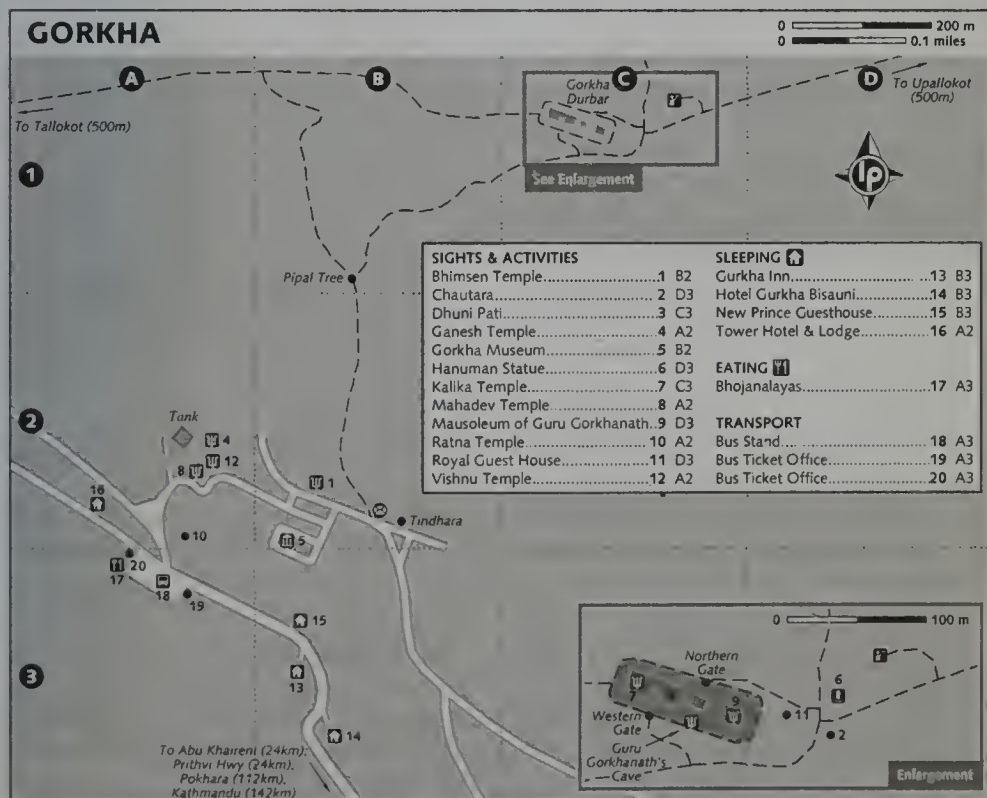 GORKHA
0 200 m
0 0.1 miles
A
B
C
D
Gorkha
Durbar
To Upallokot
(500m)
To Tallokot (500m)
1
See Enlargement
lp
Pipal Tree
SIGHTS & ACTIVITIES
Bhimsen Temple 1 B2
Chautara 2 D3
Dhuni Pati 3 C3
Ganesh Temple 4 A2
Gorkha Museum 5 B2
Hanuman Statue 6 D3
Kalika Temple 7 C3
Mahadev Temple 8 A2
Mausoleum of Guru Gorkhanath 9 D3
Ratna Temple 10 A2
Royal Guest House 11 D3
Vishnu Temple 12 A2
SLEEPING
Gurkha Inn 13 B3
Hotel Gurkha Bisauni 14 B3
New Prince Guesthouse 15 B3
Tower Hotel & Lodge 16 A2
EATING
Bhojanalayas 17 A3
TRANSPORT
Bus Stand 18 A3
Bus Ticket Office 19 A3
Bus Ticket Office 20 A3
2
Tank
4
12
8
1
16
Tindhara
10
5
20
17
18
19
15
3
13
14
To Abu Khaireni (24km),
Prithvi Hwy (24km),
Pokhara (112km),
Kathmandu (142km)
0 100 m
Northern
Gate
6
7
9
11
Western
Gate
2
Guru
Gorkhanath's
Cave
Enlargement